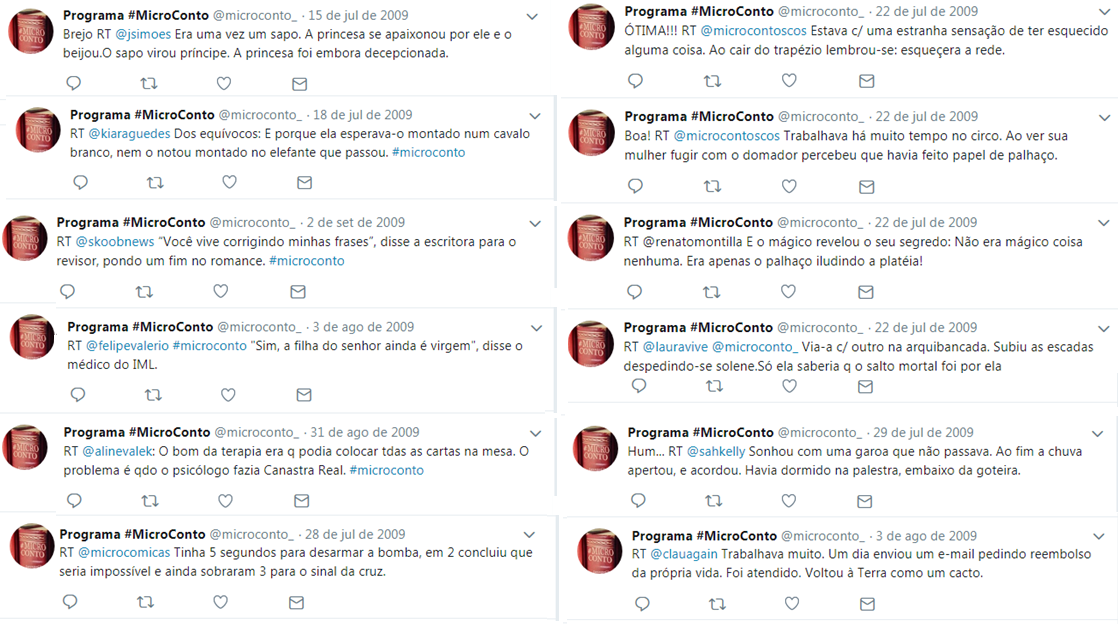 Programa #MicroConto @microconto_ · 15 de jul de 2009
Brejo RT @jsimoes Era uma vez um sapo. A princesa se apaixonou por ele e o
beijou.O sapo virou príncipe. A princesa foi embora decepcionada.
Programa #MicroConto @microconto_ · 18 de jul de 2009
RT @kiaraguedes Dos equívocos: E porque ela esperava-o montado num cavalo
branco, nem o notou montado no elefante que passou. #microconto
Programa #MicroConto @microconto_ · 2 de set de 2009
RT @skoobnews "Você vive corrigindo minhas frases", disse a escritora para o
revisor, pondo um fim no romance. #microconto
Programa #MicroConto @microconto_ · 3 de ago de 2009
RT @felipevalerio #microconto "Sim, a filha do senhor ainda é virgem", disse o
médico do IML.
Programa #MicroConto @microconto_ · 31 de ago de 2009
RT @alinevalek: O bom da terapia era q podia colocar tdas as cartas na mesa. O
problema é qdo o psicólogo fazia Canastra Real. #microconto
Programa #MicroConto @microconto_ · 28 de jul de 2009
RT @microcomicas Tinha 5 segundos para desarmar a bomba, em 2 concluiu que
seria impossível e ainda sobraram 3 para o sinal da cruz.
Programa #MicroConto @microconto_ · 22 de jul de 2009
ÓTIMA!!! RT @microcontoscos Estava c/ uma estranha sensação de ter esquecido
alguma coisa. Ao cair do trapézio lembrou-se: esqueçera a rede.
Programa #MicroConto @microconto_ · 22 de jul de 2009
Boa! RT @microcontoscos Trabalhava há muito tempo no circo. Ao ver sua
mulher fugir com o domador percebeu que havia feito papel de palhaço.
Programa #MicroConto @microconto_ · 22 de jul de 2009
RT @renatomontilla E o mágico revelou o seu segredo: Não era mágico coisa
nenhuma. Era apenas o palhaço iludindo a platéia!
Programa #MicroConto @microconto_ · 22 de jul de 2009
RT @lauravive @microconto_ Via-a c/ outro na arquibancada. Subiu as escadas
despedindo-se solene.Só ela saberia q o salto mortal foi por ela
Programa #MicroConto @microconto_ · 29 de jul de 2009
Hum... RT @sahkelly Sonhou com uma garoa que não passava. Ao fim a chuva
apertou, e acordou. Havia dormido na palestra, embaixo da goteira.
Programa #MicroConto @microconto_ · 3 de ago de 2009
RT @clauagain Trabalhava muito. Um dia enviou um e-mail pedindo reembolso
da própria vida. Foi atendido. Voltou à Terra como um cacto.